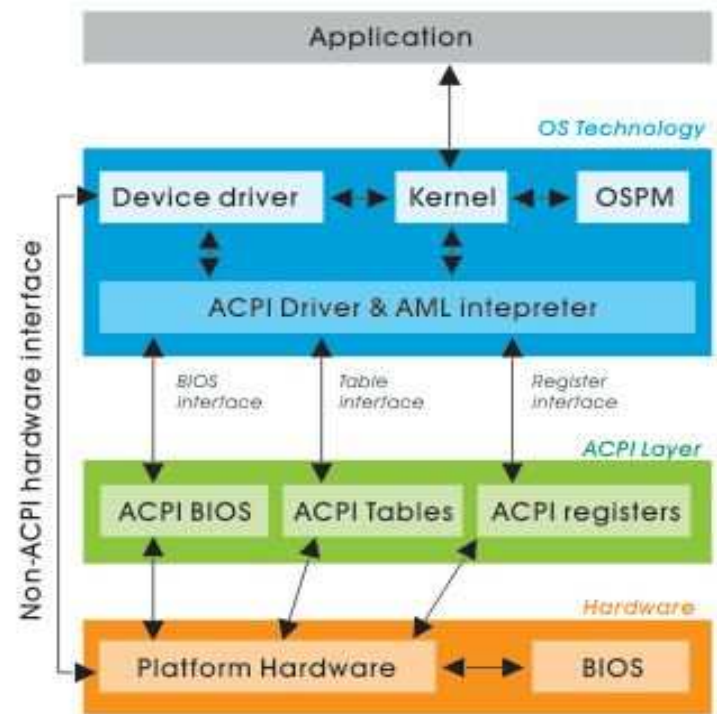 Application
OS Technology
Device driver
Kernel
OSPM
ACPI Driver & AML intepreter
Non-ACPI hardware interface
BIOS
interface
Table
interface
Register
interface
ACPI Layer
ACPI BIOS
ACPI Tables
ACPI registers
Hardware
Platform Hardware
BIOS